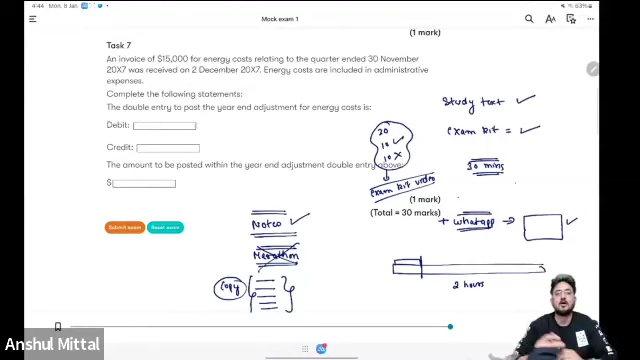 4:44 Mon, 8 Jan
63%
Mock exam 1
(1 mark)
Task 7
An invoice of $15,000 for energy costs relating to the quarter ended 30 November
20X7 was received on 2 December 20X7. Energy costs are included in administrative
expenses.
Complete the following statements:
The double entry to post the year end adjustment for energy costs is:
Debit:
Credit:
The amount to be posted within the year end adjustment double entry above:
$
(1 mark)
(Total = 30 marks)
Submit exam
Reset exam
Study text
Exam kit =
30 mins
20
10
10 x
Exam kit video
+ whatapp
Notes
Marathon
Copy
2 hours
Anshul Mittal